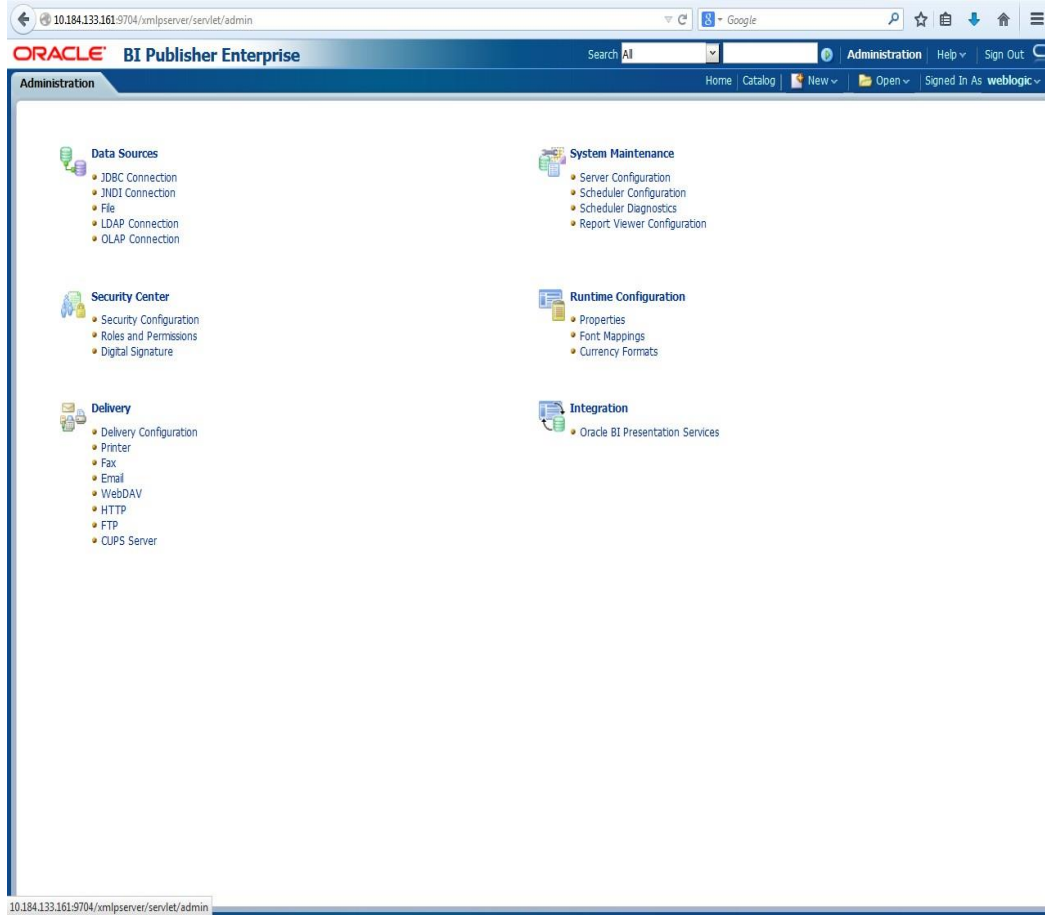 10.184.133.161:9704/xmlpserver/servlet/admin
Google
ORACLE BI Publisher Enterprise
Search All
Administration Help Sign Out
Administration
Home Catalog New Open Signed In As weblogic
Data Sources
JDBC Connection
JNDI Connection
File
LDAP Connection
OLAP Connection
System Maintenance
Server Configuration
Scheduler Configuration
Scheduler Diagnostics
Report Viewer Configuration
Security Center
Security Configuration
Roles and Permissions
Digital Signature
Runtime Configuration
Properties
Font Mappings
Currency Formats
Delivery
Delivery Configuration
Printer
Fax
Email
WebDAV
HTTP
FTP
CUPS Server
Integration
Oracle BI Presentation Services
10.184.133.161:9704/xmlpserver/servlet/admin